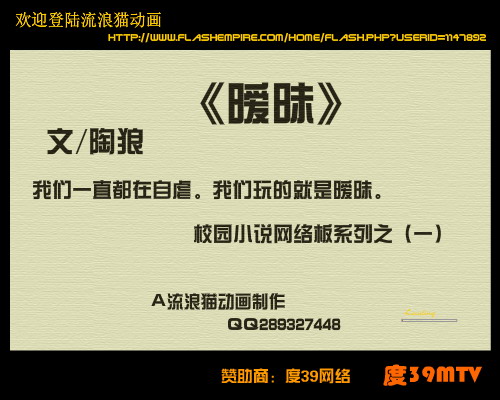 欢迎登陆流浪猫动画
HTTP://WWW.FLASHEMPIRE.COM/HOME/FLASH.PHP?USERID=1147892
《暧昧》
文/陶狼
我们一直都在自虐。我们玩的就是暧昧。
校园小说网络板系列之（一）
A流浪猫动画制作
QQ289327448
赞助商：度39网络
度39MTV